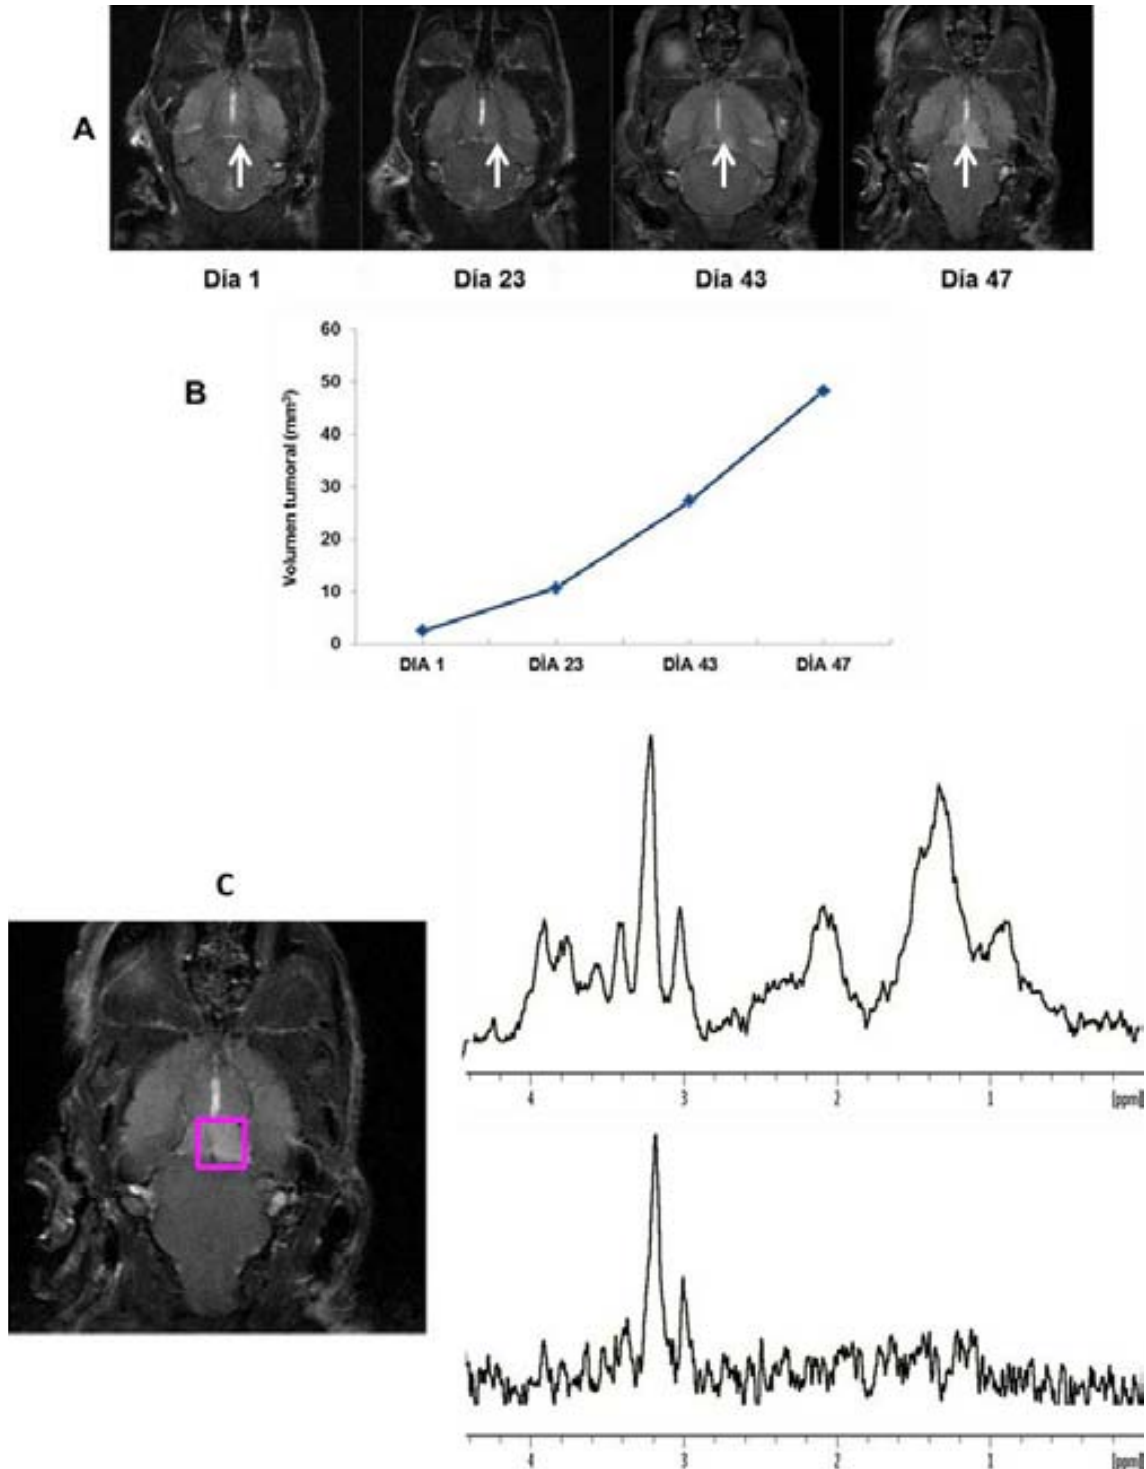 A
Día 1 Día 23 Día 43 Día 47
B
Volumen tumoral (mm³)
60
50
40
30
20
10
0
DIA 1 DÍA 23 DÍA 43 DÍA 47
C
4 3 2 1 [ppm]
4 3 2 1 [ppm]